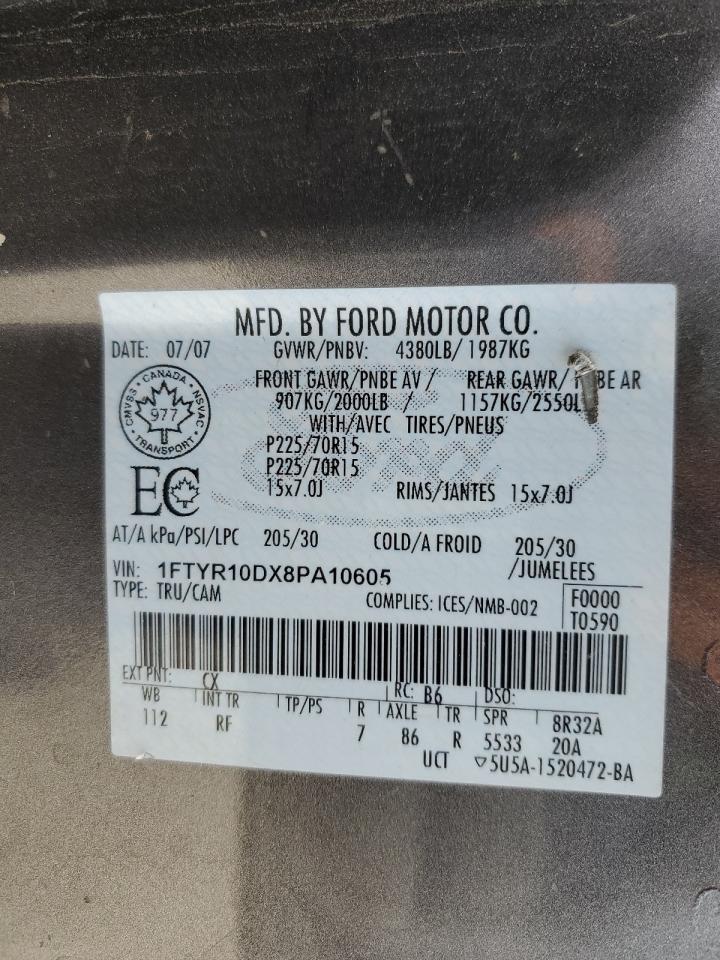 MFD. BY FORD MOTOR CO.
DATE: 07/07 GVWR/PNBV: 4380LB/ 1987KG
CMVSS · CANADA · NSVAC
977
· TRANSPORT ·
FRONT GAWR/PNBE AV / REAR GAWR/ BE AR
907KG/2000LB / 1157KG/2550L
WITH/AVEC TIRES/PNEUS
P225/70R15
P225/70R15
EC
15x7.0J RIMS/JANTES 15x7.0J
AT/A kPa/PSI/LPC 205/30 COLD/A FROID 205/30
/JUMELEES
VIN: 1FTYR10DX8PA10605
TYPE: TRU/CAM COMPLIES: ICES/NMB-002 F0000
T0590
EXT PNT: CX RC: B6 DSO:
WB INT TR TP/PS R AXLE TR SPR 8R32A
112 RF 7 86 R 5533 20A
UCT ▽5U5A-1520472-BA